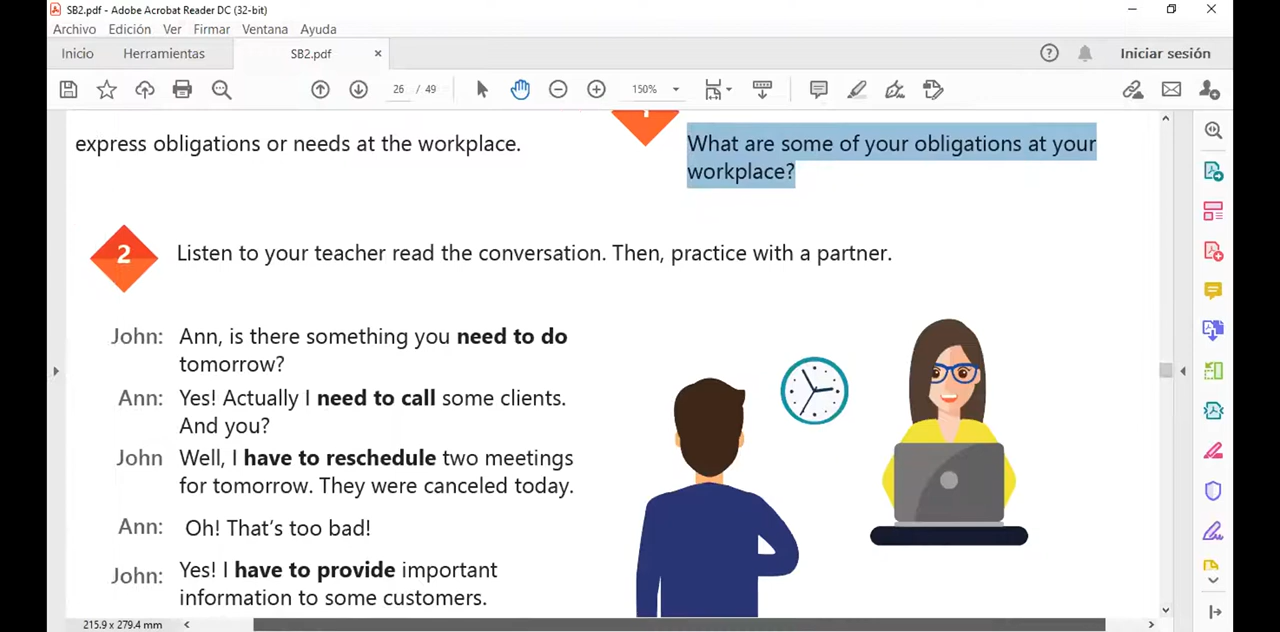 SB2.pdf - Adobe Acrobat Reader DC (32-bit)
Archivo Edición Ver Firmar Ventana Ayuda
Inicio Herramientas SB2.pdf × Iniciar sesión
26 / 49 150%
express obligations or needs at the workplace.
1
What are some of your obligations at your
workplace?
2
Listen to your teacher read the conversation. Then, practice with a partner.
John: Ann, is there something you need to do
tomorrow?
Ann: Yes! Actually I need to call some clients.
And you?
John Well, I have to reschedule two meetings
for tomorrow. They were canceled today.
Ann: Oh! That's too bad!
John: Yes! I have to provide important
information to some customers.
215.9 x 279.4 mm